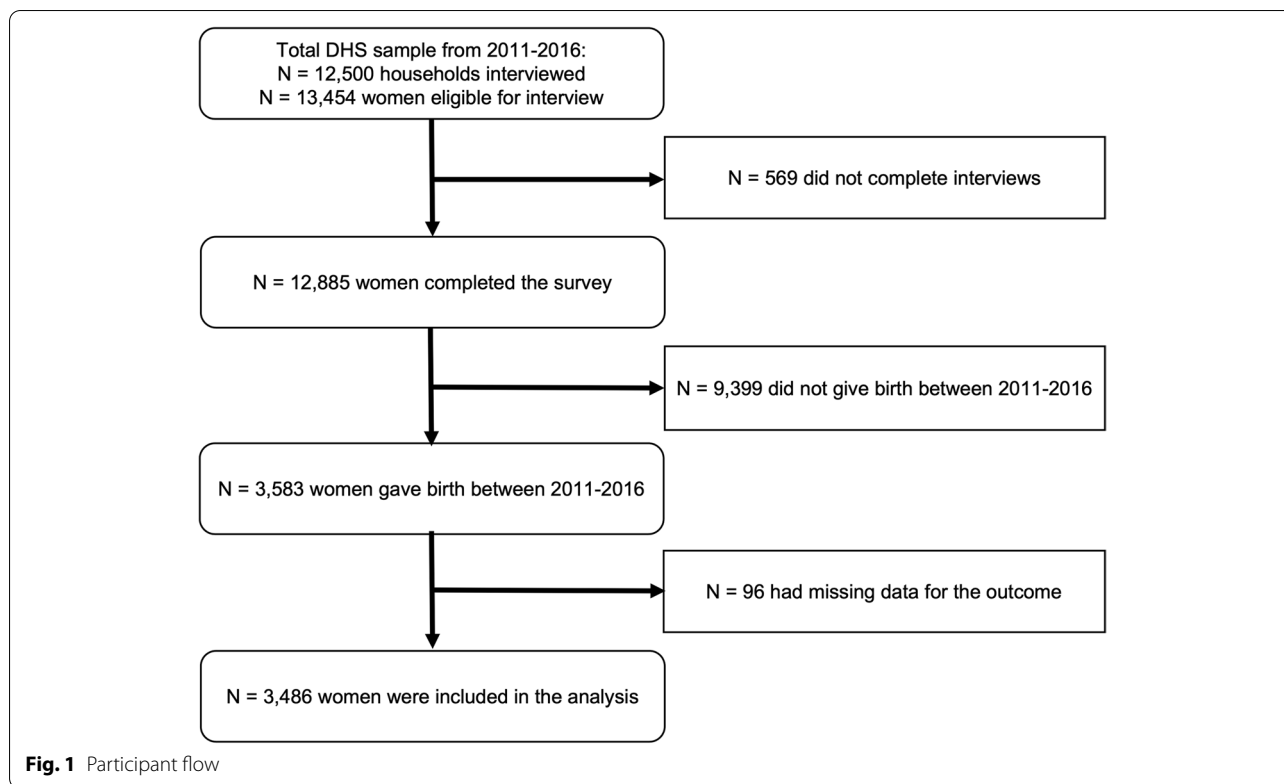 Total DHS sample from 2011-2016:
N = 12,500 households interviewed
N = 13,454 women eligible for interview
N = 569 did not complete interviews
N = 12,885 women completed the survey
N = 9,399 did not give birth between 2011-2016
N = 3,583 women gave birth between 2011-2016
N = 96 had missing data for the outcome
N = 3,486 women were included in the analysis
Fig. 1 Participant flow